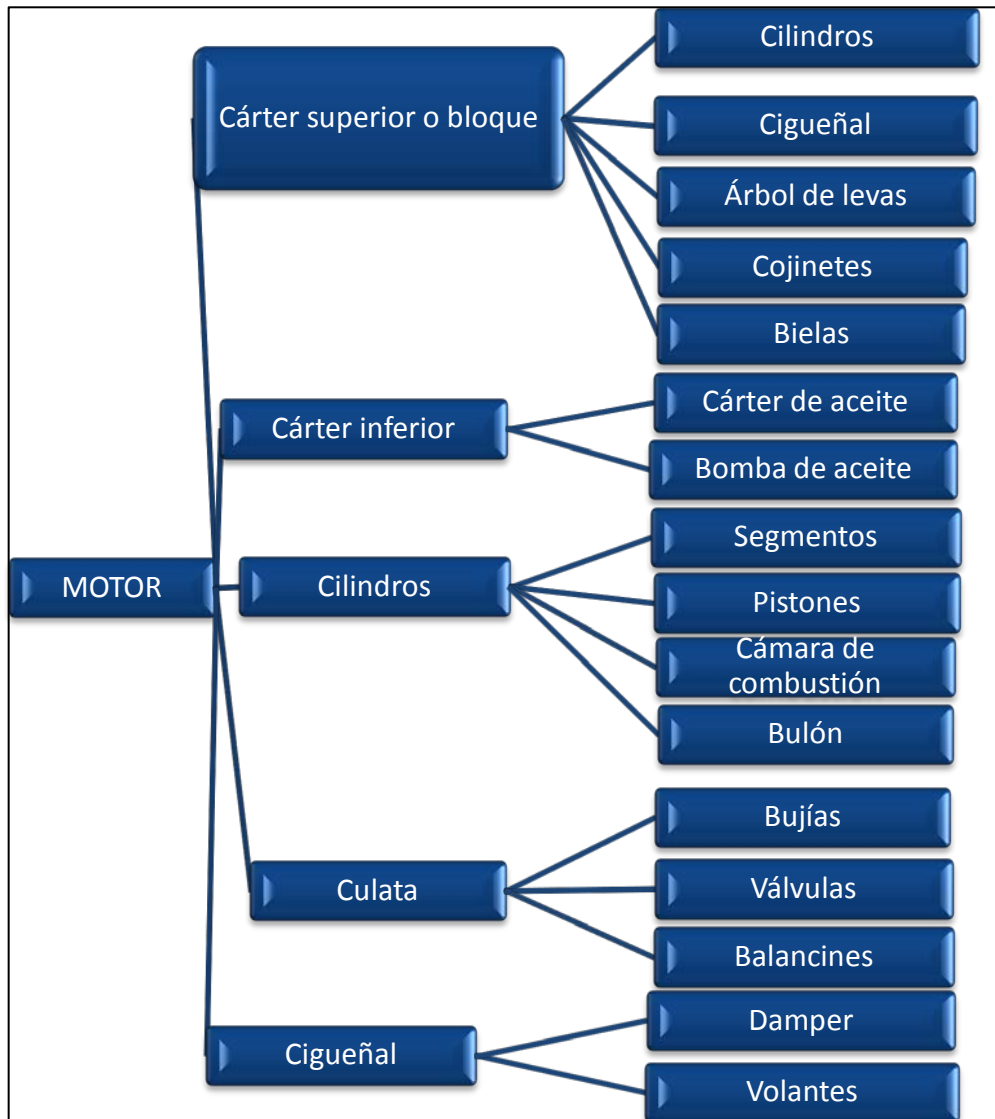 MOTOR
Cárter superior o bloque
Cilindros
Cigueñal
Árbol de levas
Cojinetes
Bielas
Cárter inferior
Cárter de aceite
Bomba de aceite
Cilindros
Segmentos
Pistones
Cámara de
combustión
Bulón
Culata
Bujías
Válvulas
Balancines
Cigueñal
Damper
Volantes